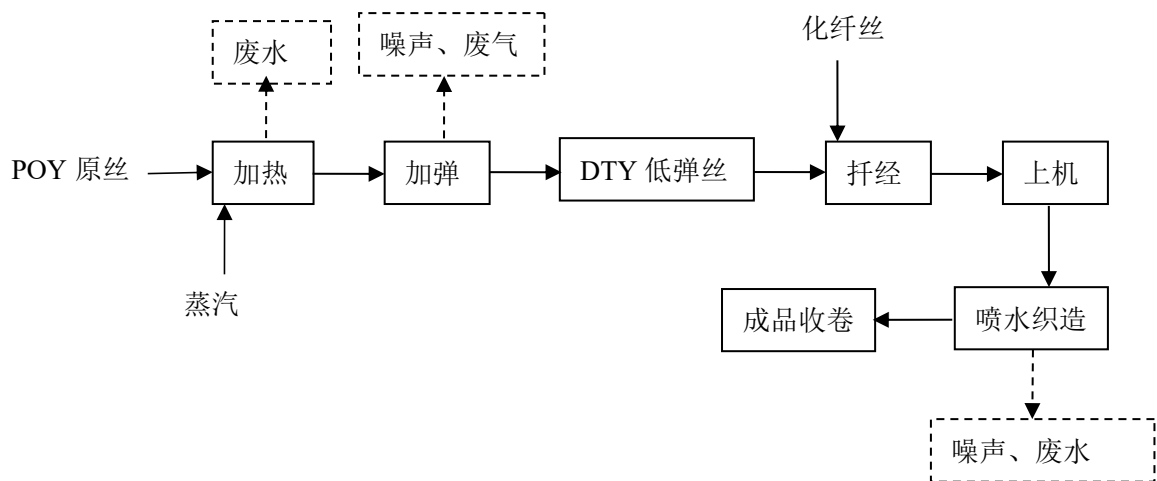 化纤丝
废水
噪声、废气
POY 原丝
加热
加弹
DTY 低弹丝
扦经
上机
蒸汽
成品收卷
喷水织造
噪声、废水